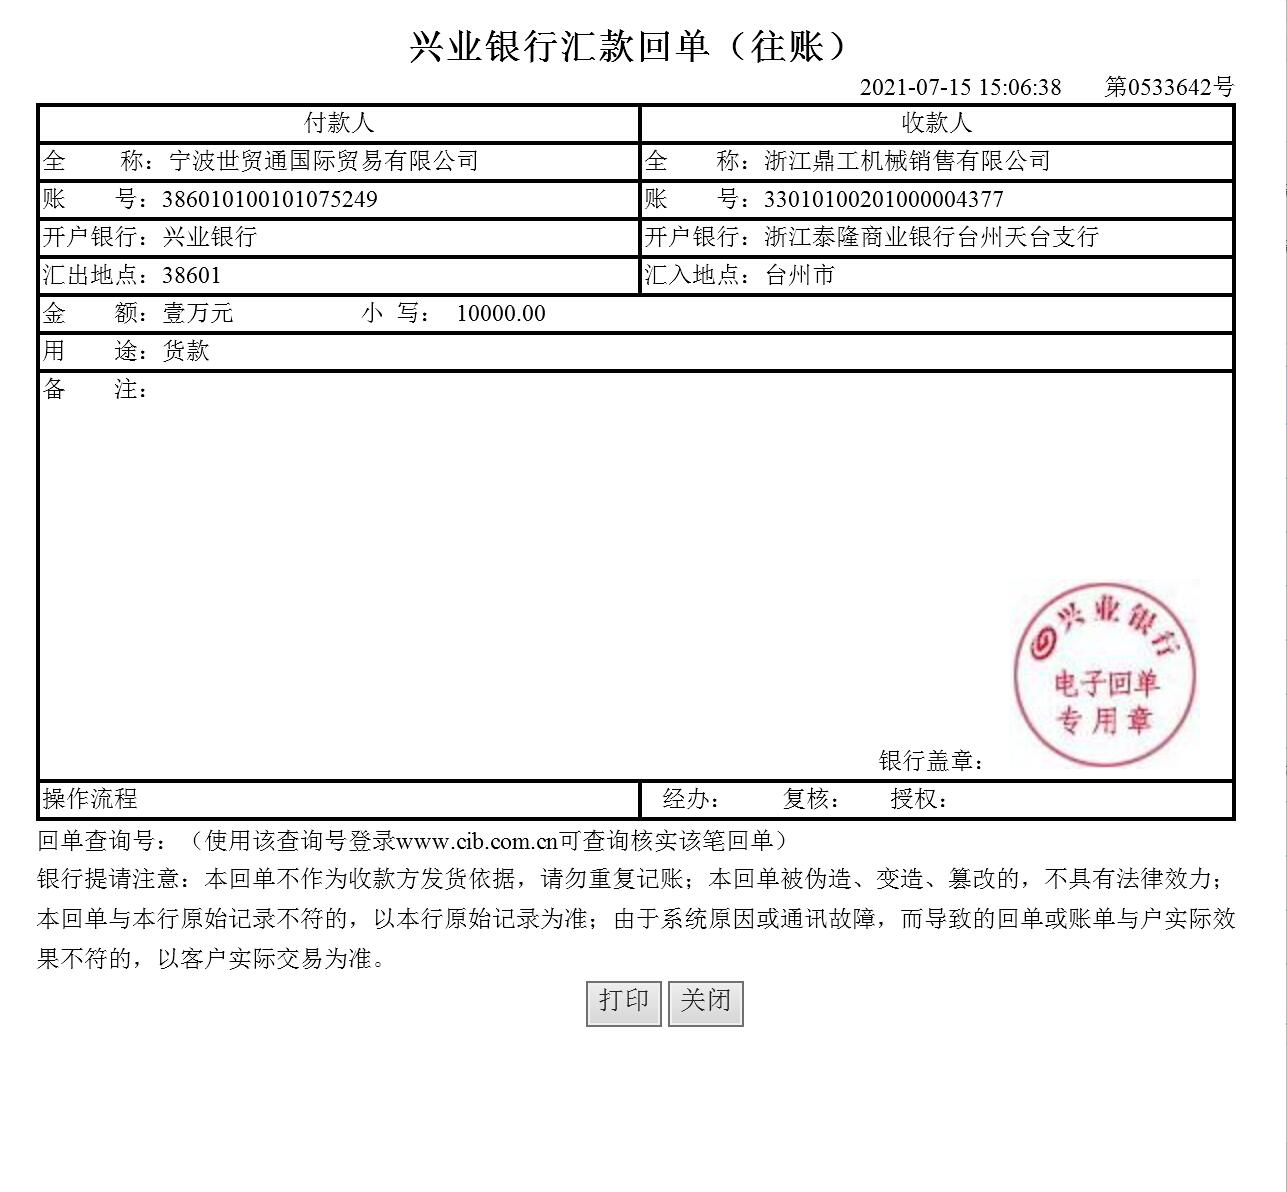 兴业银行汇款回单（往账）
2021-07-15 15:06:38 第0533642号
付款人 收款人
全 称：宁波世贸通国际贸易有限公司 全 称：浙江鼎工机械销售有限公司
账 号：386010100101075249 账 号：33010100201000004377
开户银行：兴业银行 开户银行：浙江泰隆商业银行台州天台支行
汇出地点：38601 汇入地点：台州市
金 额：壹万元 小 写： 10000.00
用 途：货款
备 注：
兴业银行
电子回单
专用章
银行盖章：
操作流程 经办： 复核： 授权：
回单查询号：（使用该查询号登录www.cib.com.cn可查询核实该笔回单）
银行提请注意：本回单不作为收款方发货依据，请勿重复记账；本回单被伪造、变造、篡改的，不具有法律效力；
本回单与本行原始记录不符的，以本行原始记录为准；由于系统原因或通讯故障，而导致的回单或账单与户实际效
果不符的，以客户实际交易为准。
打印 关闭